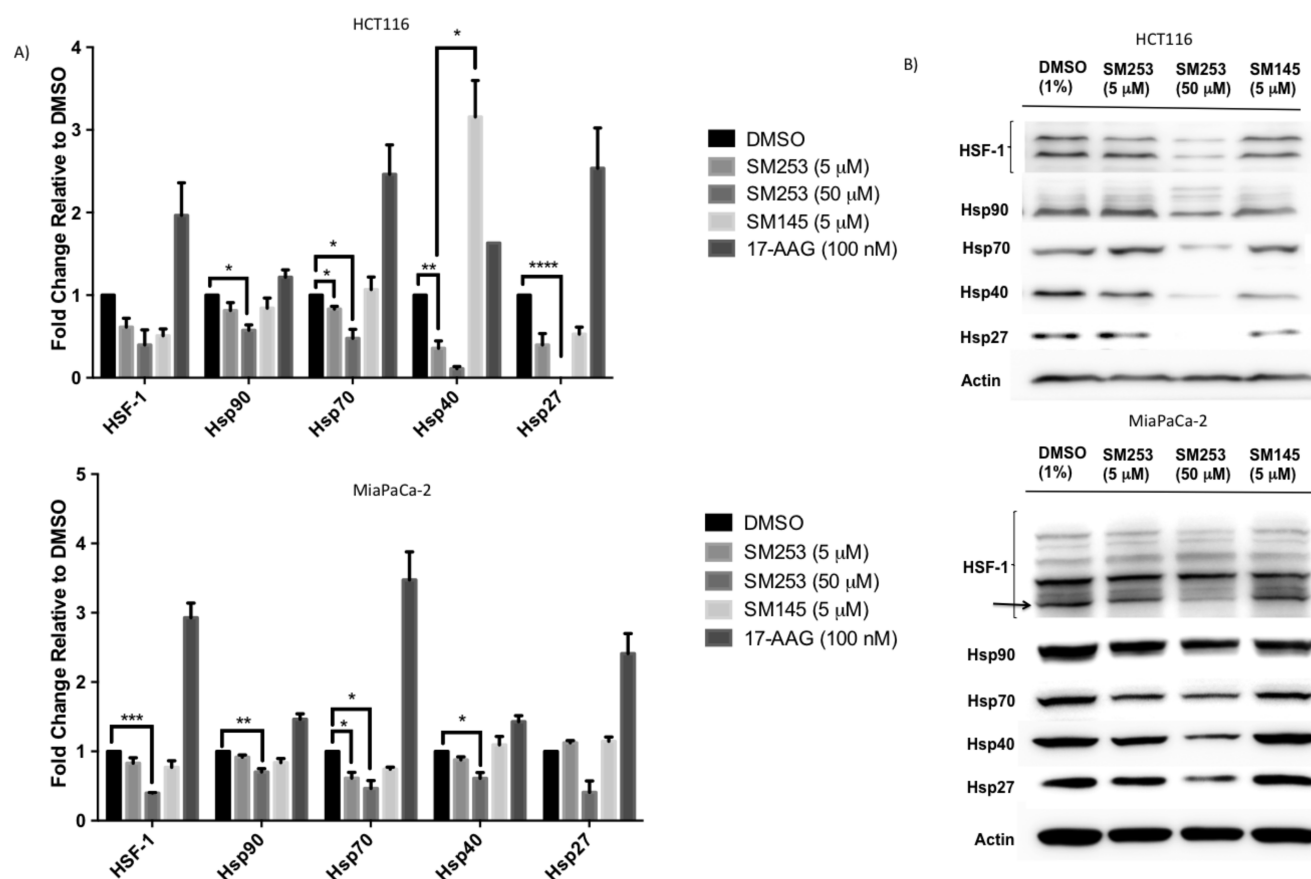 A)
HCT116
Fold Change Relative to DMSO
4
3
2
1
0
*
*
*
*
**
****
HSF-1
Hsp90
Hsp70
Hsp40
Hsp27
DMSO
SM253 (5 μM)
SM253 (50 μM)
SM145 (5 μM)
17-AAG (100 nM)
MiaPaCa-2
Fold Change Relative to DMSO
5
4
3
2
1
0
***
**
*
*
*
HSF-1
Hsp90
Hsp70
Hsp40
Hsp27
DMSO
SM253 (5 μM)
SM253 (50 μM)
SM145 (5 μM)
17-AAG (100 nM)
B)
HCT116
DMSO SM253 SM253 SM145
(1%) (5 μM) (50 μM) (5 μM)
HSF-1
Hsp90
Hsp70
Hsp40
Hsp27
Actin
MiaPaCa-2
DMSO SM253 SM253 SM145
(1%) (5 μM) (50 μM) (5 μM)
HSF-1
Hsp90
Hsp70
Hsp40
Hsp27
Actin